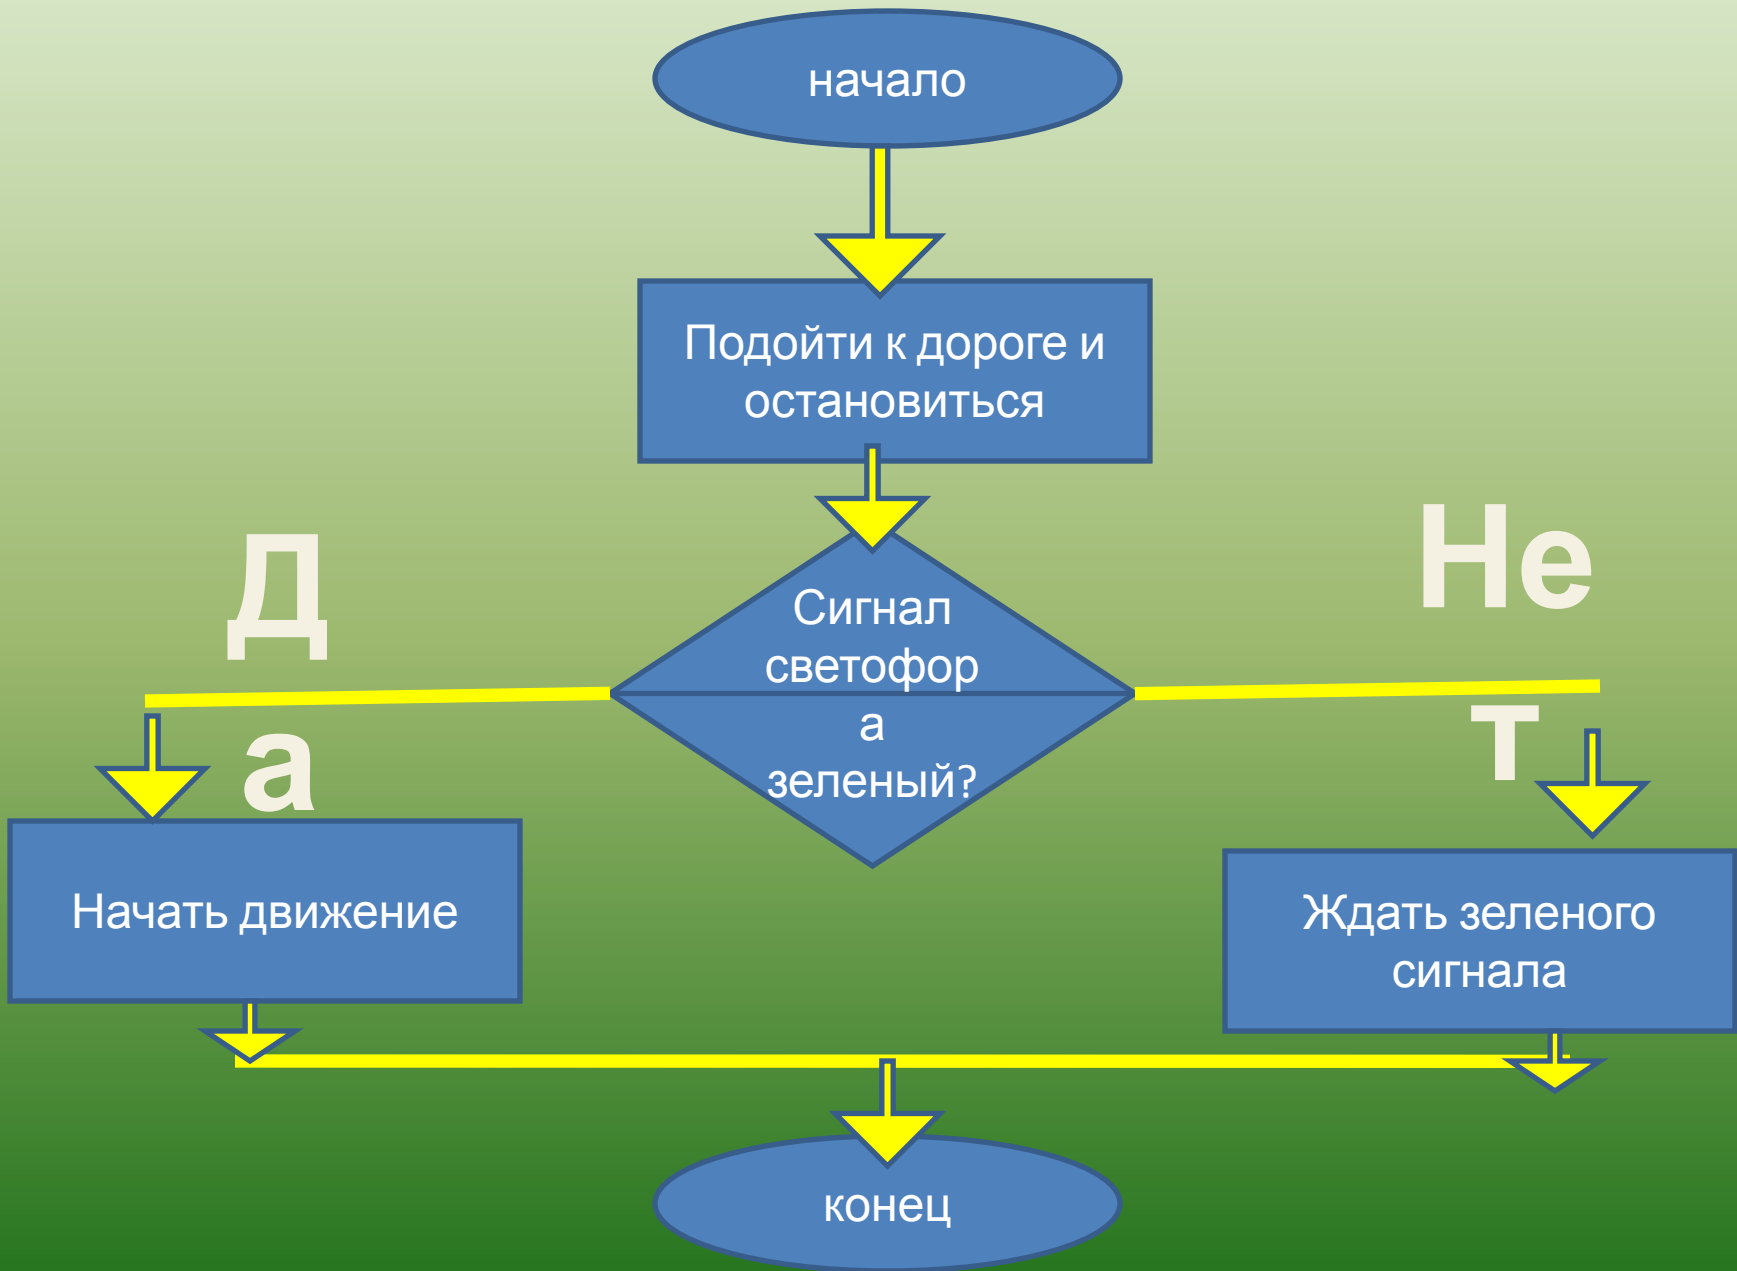 начало
Подойти к дороге и
остановиться
Д
а
Не
т
Сигнал
светофор
а
зеленый?
Начать движение
Ждать зеленого
сигнала
конец